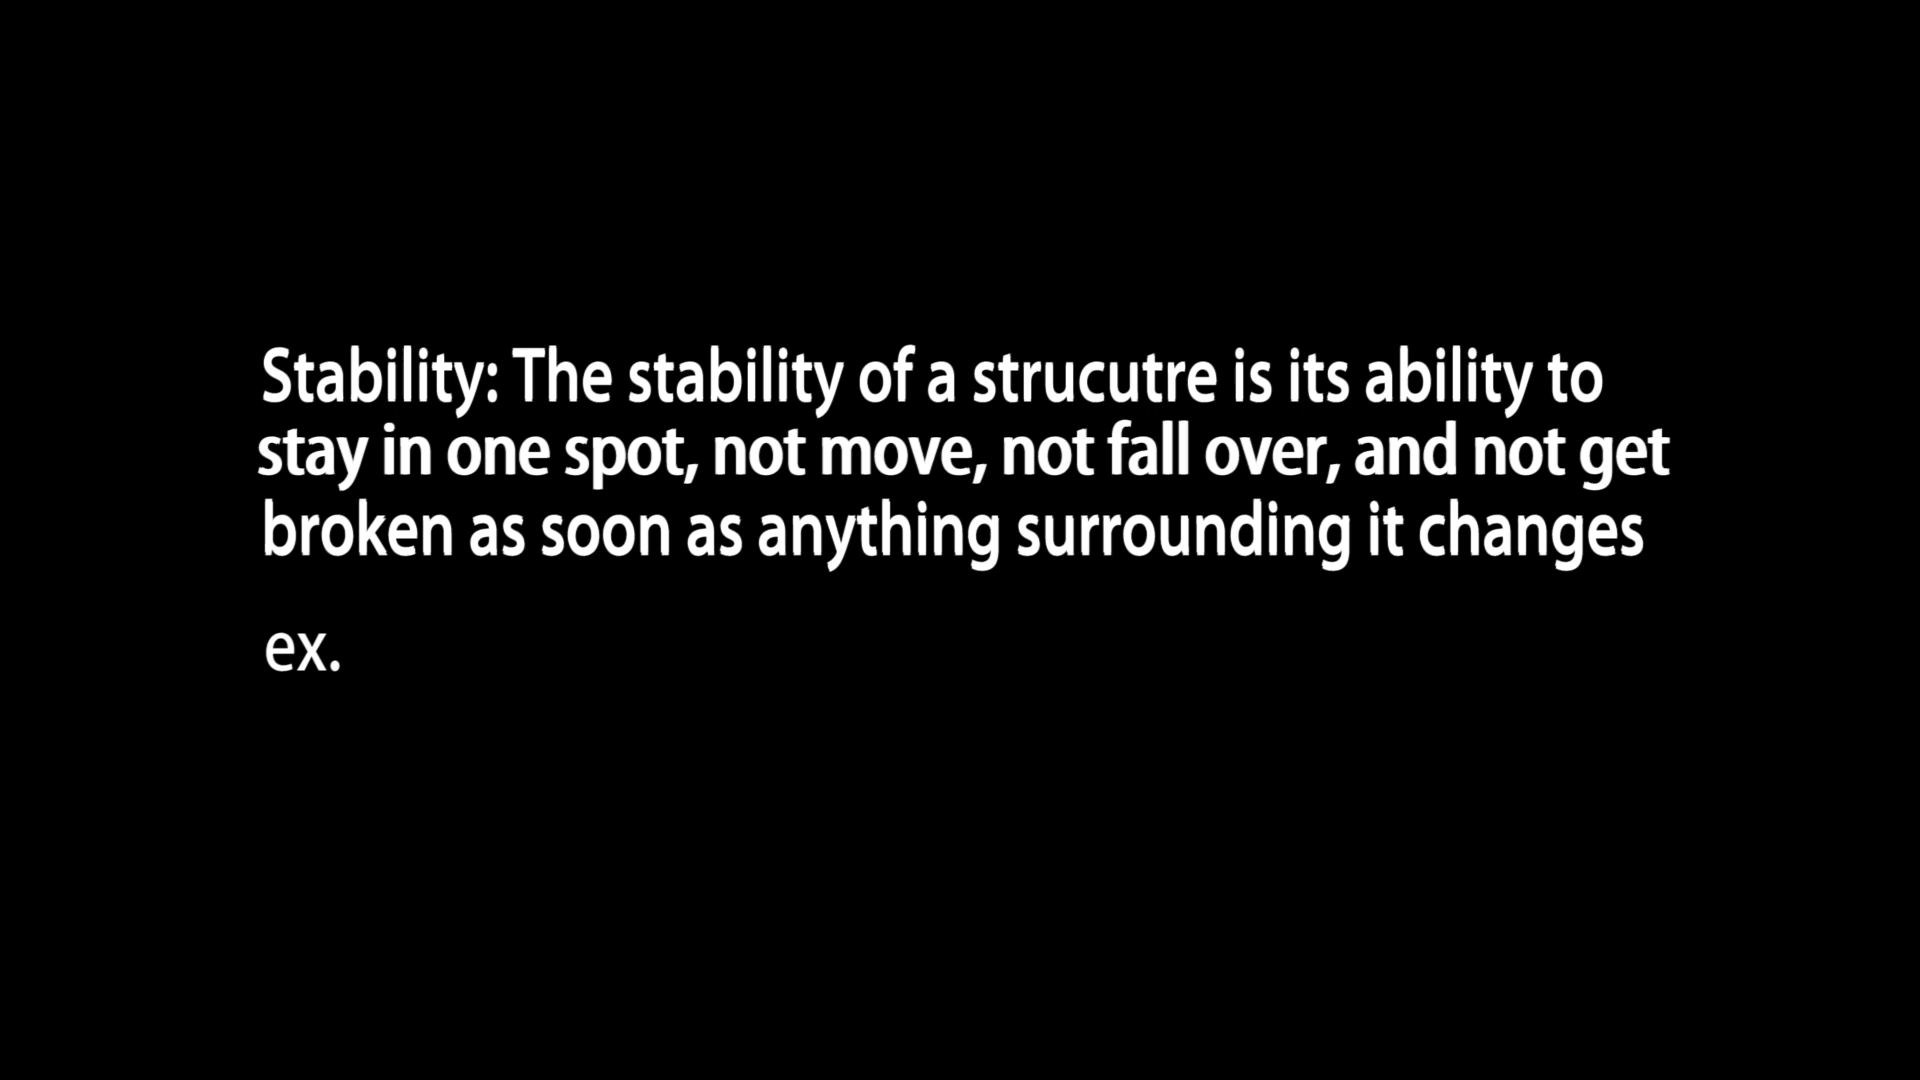 Stability: The stability of a strucutre is its ability to
stay in one spot, not move, not fall over, and not get
broken as soon as anything surrounding it changes
ex.